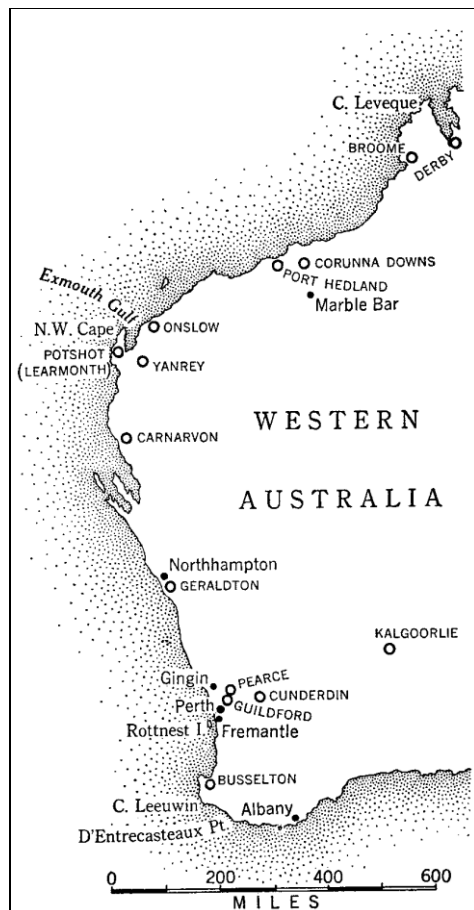 C. Leveque
BROOME
DERBY
CORUNNA DOWNS
PORT HEDLAND
Marble Bar
Exmouth Gulf
N.W. Cape
ONSLOW
POTSHOT
(LEARMONTH)
YANREY
WESTERN
CARNARVON
AUSTRALIA
Northhampton
GERALDTON
KALGOORLIE
Gingin
PEARCE
CUNDERDIN
Perth
GUILDFORD
Rottnest I.
Fremantle
BUSSELTON
C. Leeuwin
Albany
D'Entrecasteaux Pt.
0 200 400 600
MILES